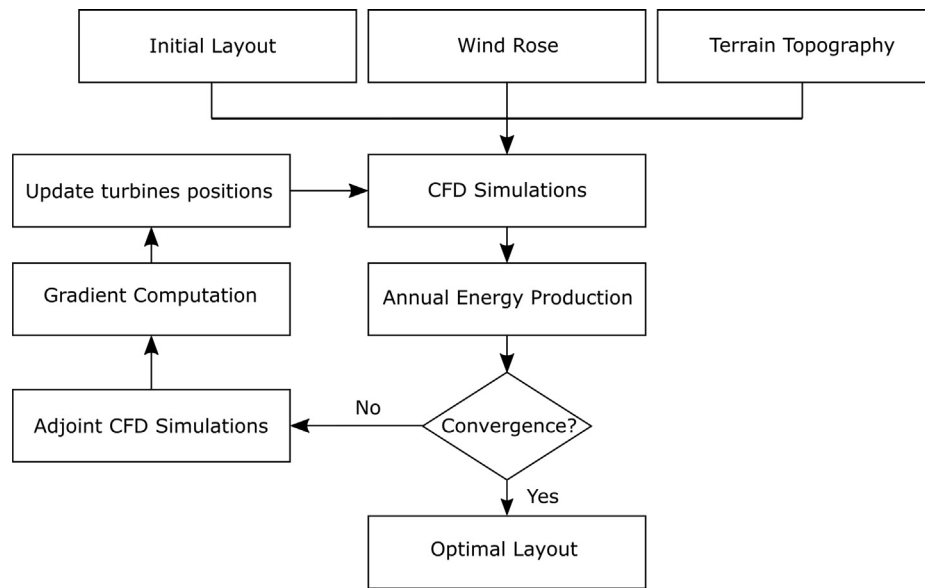 Initial Layout
Wind Rose
Terrain Topography
Update turbines positions
CFD Simulations
Gradient Computation
Annual Energy Production
Adjoint CFD Simulations
No
Convergence?
Yes
Optimal Layout